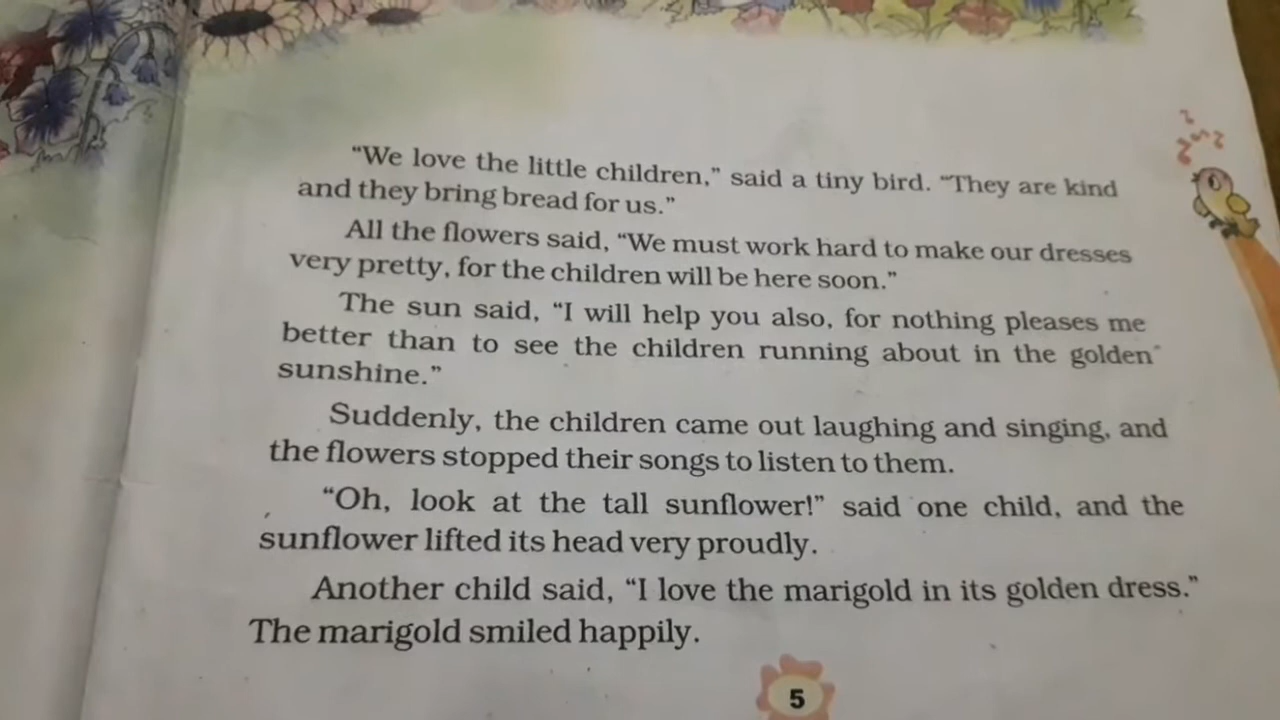 “We love the little children,” said a tiny bird. “They are kind
and they bring bread for us.”
All the flowers said, “We must work hard to make our dresses
very pretty, for the children will be here soon.”
The sun said, “I will help you also, for nothing pleases me
better than to see the children running about in the golden
sunshine.”
Suddenly, the children came out laughing and singing, and
the flowers stopped their songs to listen to them.
“Oh, look at the tall sunflower!” said one child, and the
sunflower lifted its head very proudly.
Another child said, “I love the marigold in its golden dress.”
The marigold smiled happily.
5